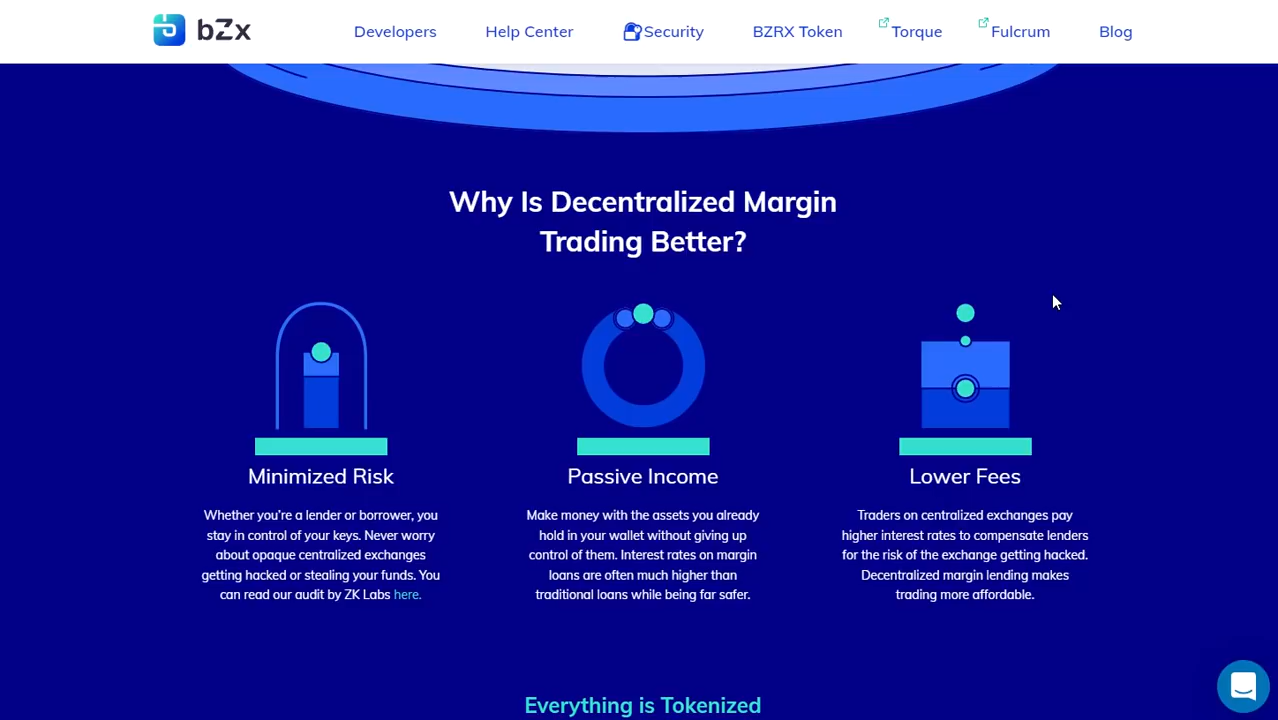 bZx
Developers
Help Center
Security
BZRX Token
Torque
Fulcrum
Blog
Why Is Decentralized Margin
Trading Better?
Minimized Risk
Whether you're a lender or borrower, you
stay in control of your keys. Never worry
about opaque centralized exchanges
getting hacked or stealing your funds. You
can read our audit by ZK Labs here.
Passive Income
Make money with the assets you already
hold in your wallet without giving up
control of them. Interest rates on margin
loans are often much higher than
traditional loans while being far safer.
Lower Fees
Traders on centralized exchanges pay
higher interest rates to compensate lenders
for the risk of the exchange getting hacked.
Decentralized margin lending makes
trading more affordable.
Everything is Tokenized